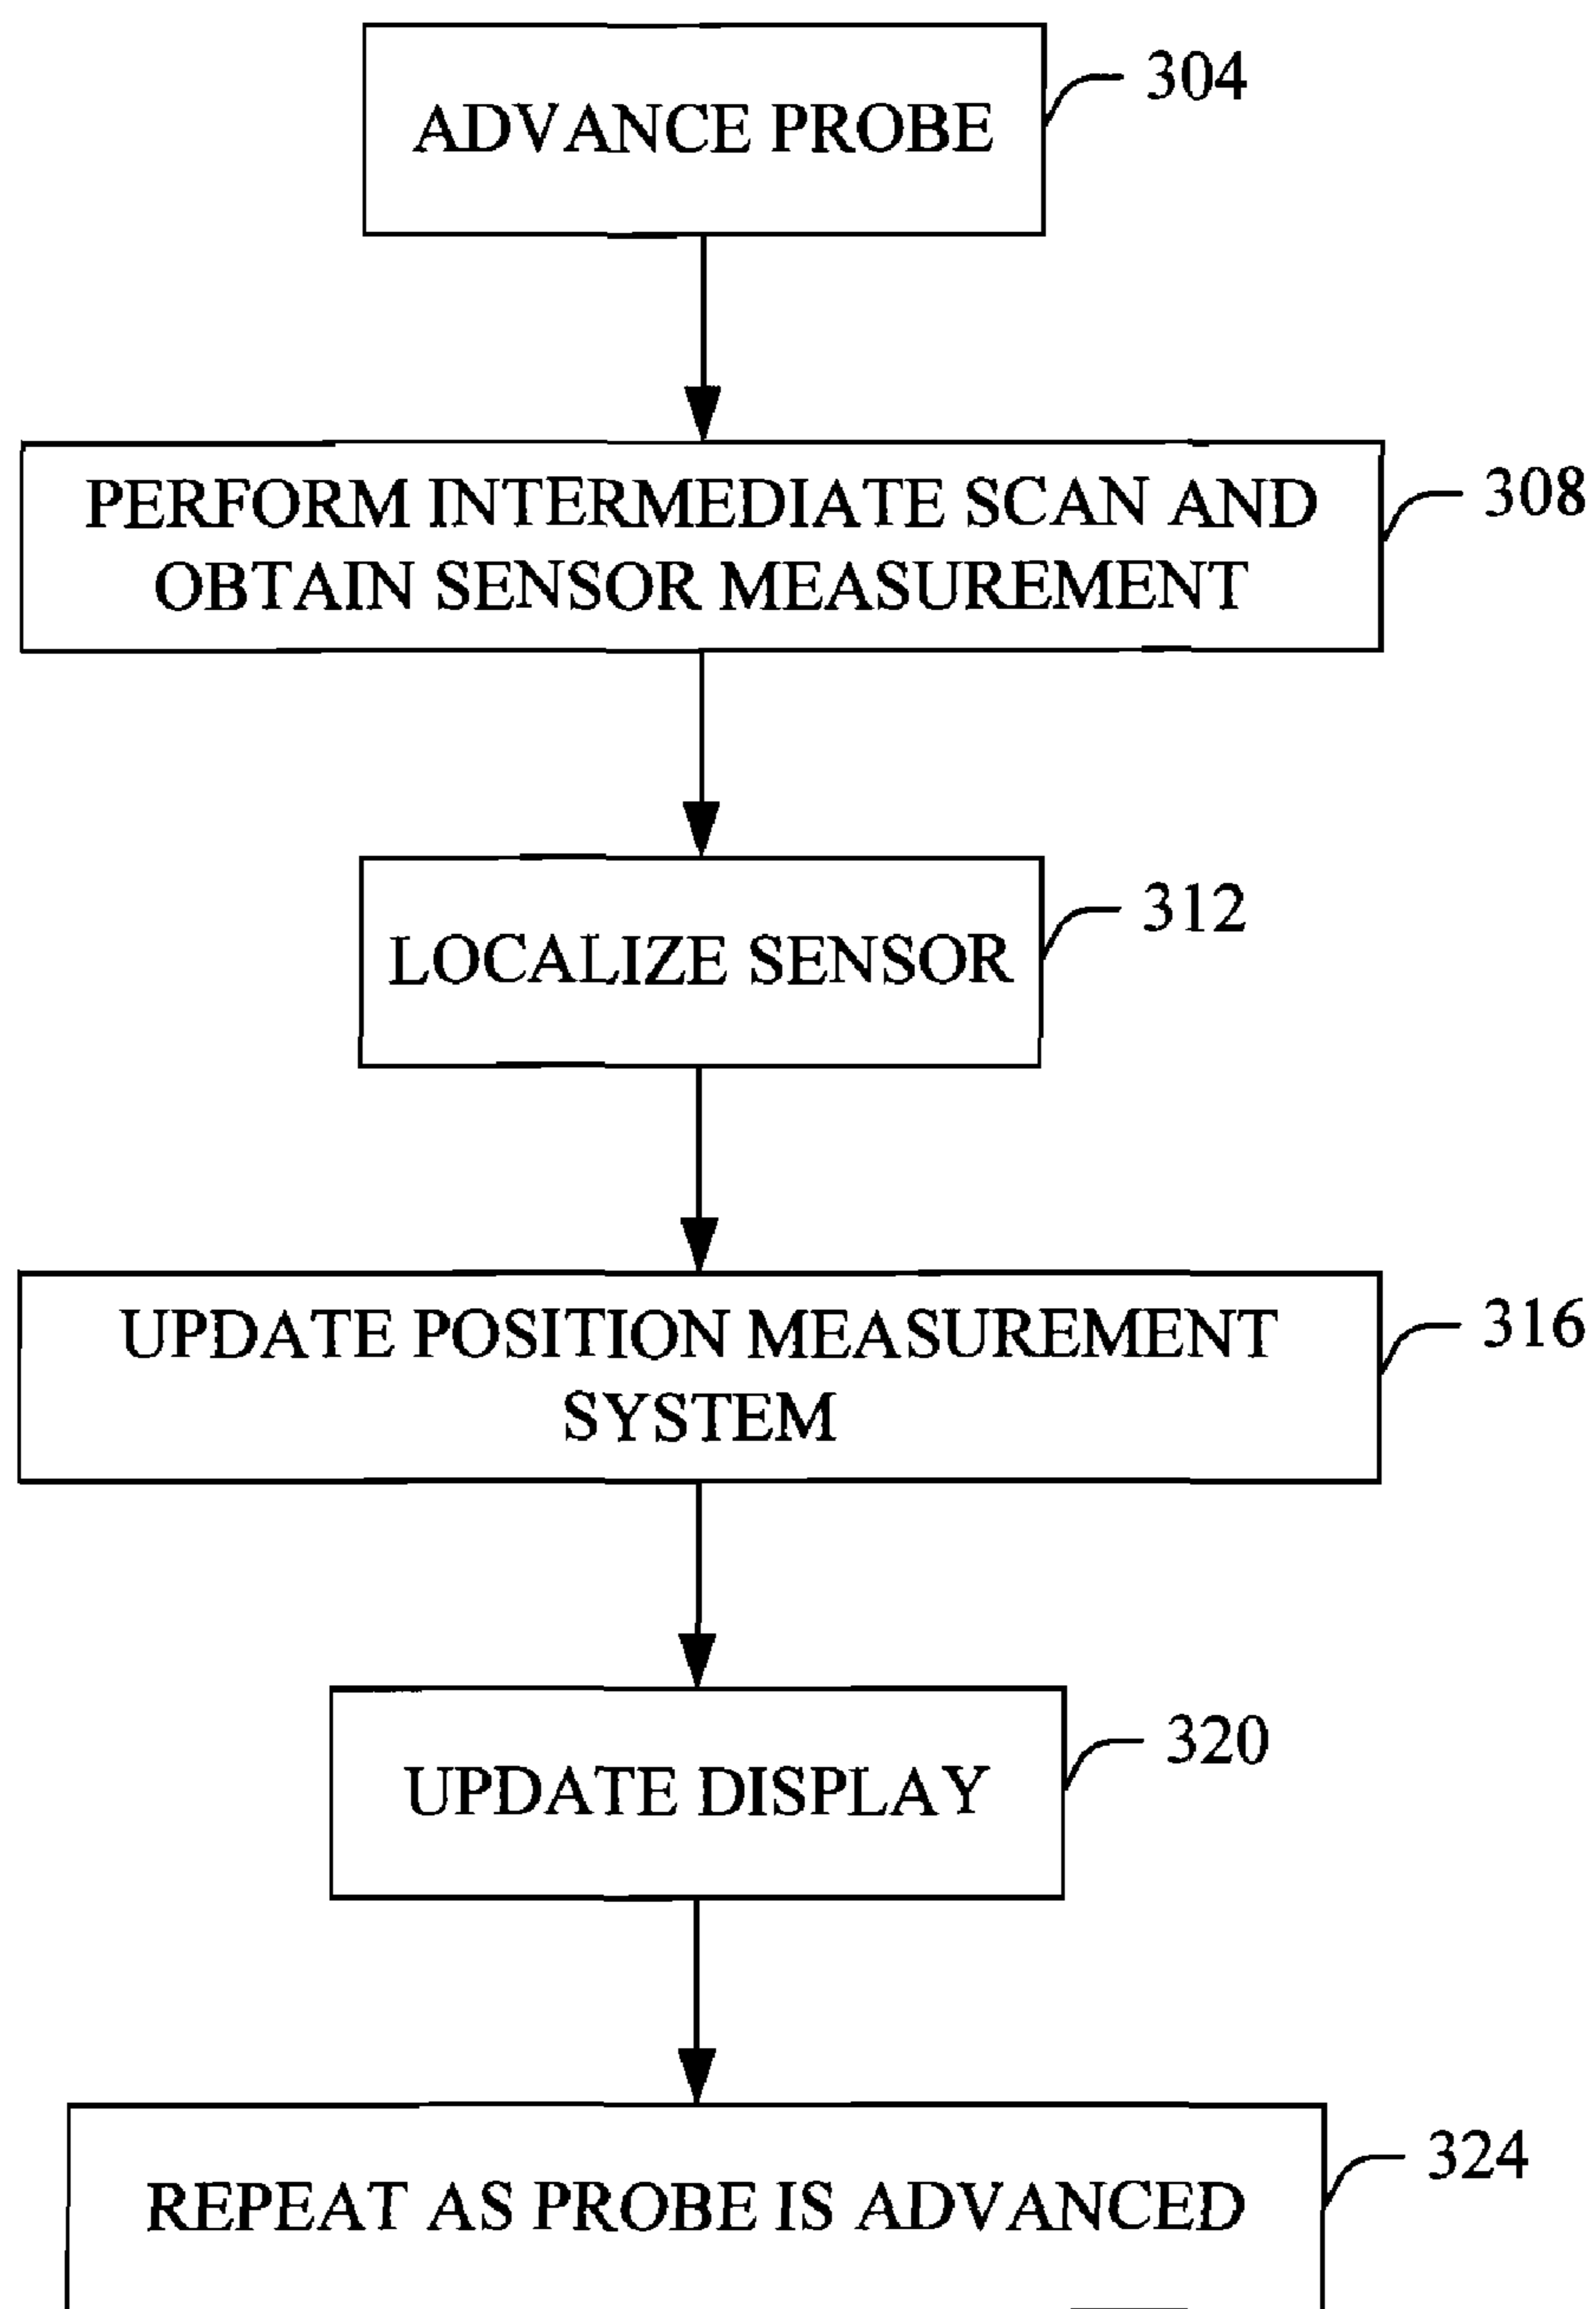 ADVANCE PROBE
304
PERFORM INTERMEDIATE SCAN AND
OBTAIN SENSOR MEASUREMENT
308
LOCALIZE SENSOR
312
UPDATE POSITION MEASUREMENT
SYSTEM
316
UPDATE DISPLAY
320
REPEAT AS PROBE IS ADVANCED
324